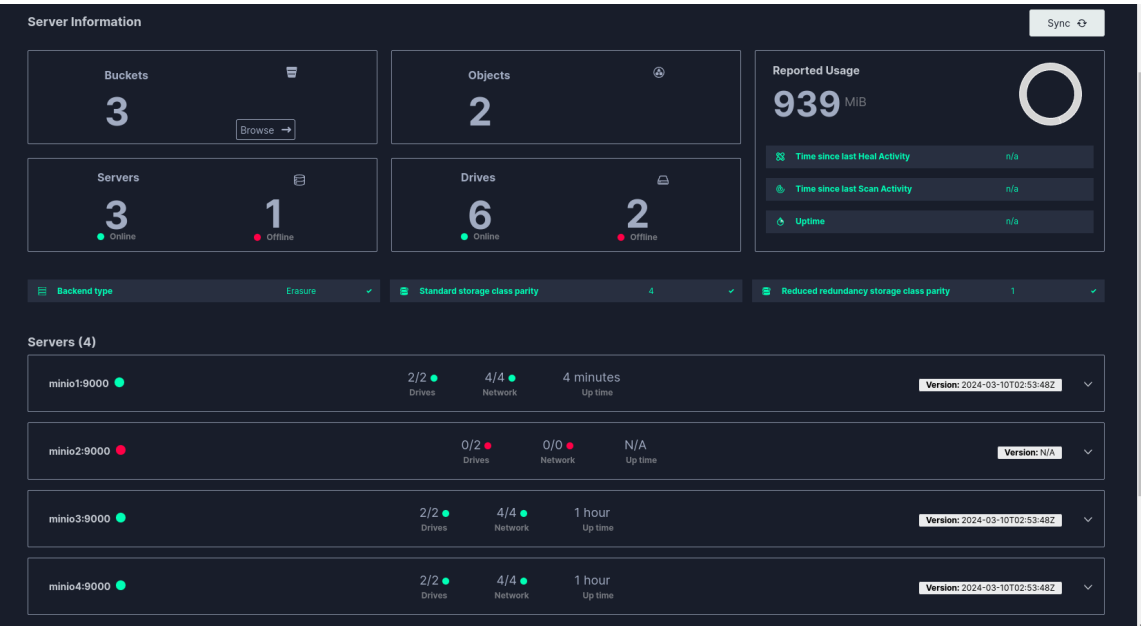 Server Information
Sync
Buckets
3
Browse
Objects
2
Reported Usage
939 MiB
Time since last Heal Activity n/a
Time since last Scan Activity n/a
Uptime n/a
Servers
3
Online
1
Offline
Drives
6
Online
2
Offline
Backend type Erasure
Standard storage class parity 4
Reduced redundancy storage class parity 1
Servers (4)
minio1:9000
2/2
Drives
4/4
Network
4 minutes
Up time
Version: 2024-03-10T02:53:48Z
minio2:9000
0/2
Drives
0/0
Network
N/A
Up time
Version: N/A
minio3:9000
2/2
Drives
4/4
Network
1 hour
Up time
Version: 2024-03-10T02:53:48Z
minio4:9000
2/2
Drives
4/4
Network
1 hour
Up time
Version: 2024-03-10T02:53:48Z